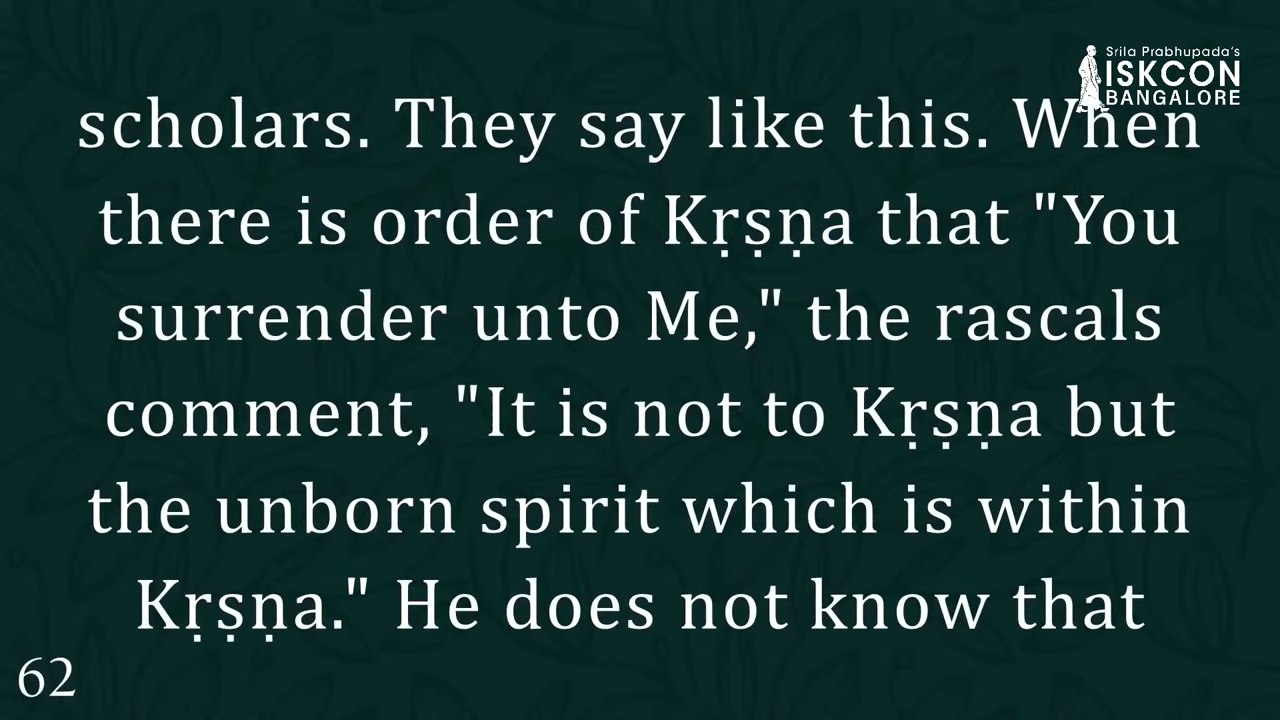 Srila Prabhupada's
ISKCON
BANGALORE
scholars. They say like this. When
there is order of Kṛṣṇa that "You
surrender unto Me," the rascals
comment, "It is not to Kṛṣṇa but
the unborn spirit which is within
Kṛṣṇa." He does not know that
62